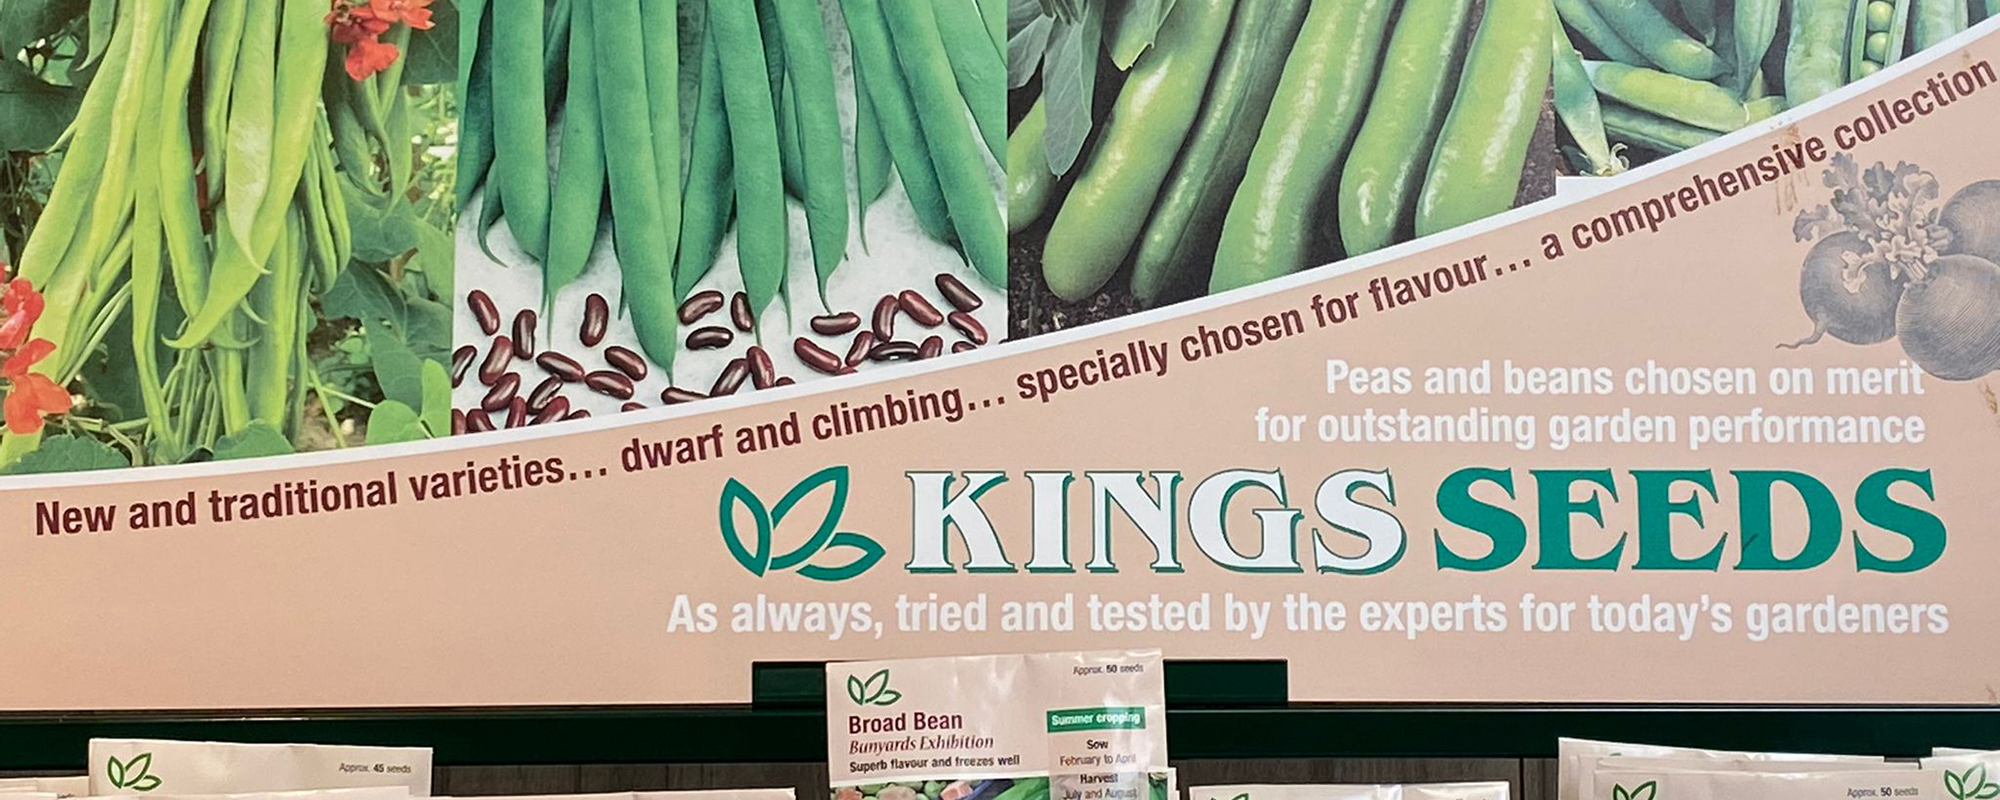 New and traditional varieties... dwarf and climbing... specially chosen for flavour... a comprehensive collection
Peas and beans chosen on merit
for outstanding garden performance
KINGS SEEDS
As always, tried and tested by the experts for today's gardeners
Approx. 50 seeds
Broad Bean
Bunyards Exhibition
Superb flavour and freezes well
Summer cropping
Sow
February to April
Harvest
July and August
Approx. 45 seeds
Approx. 50 seeds